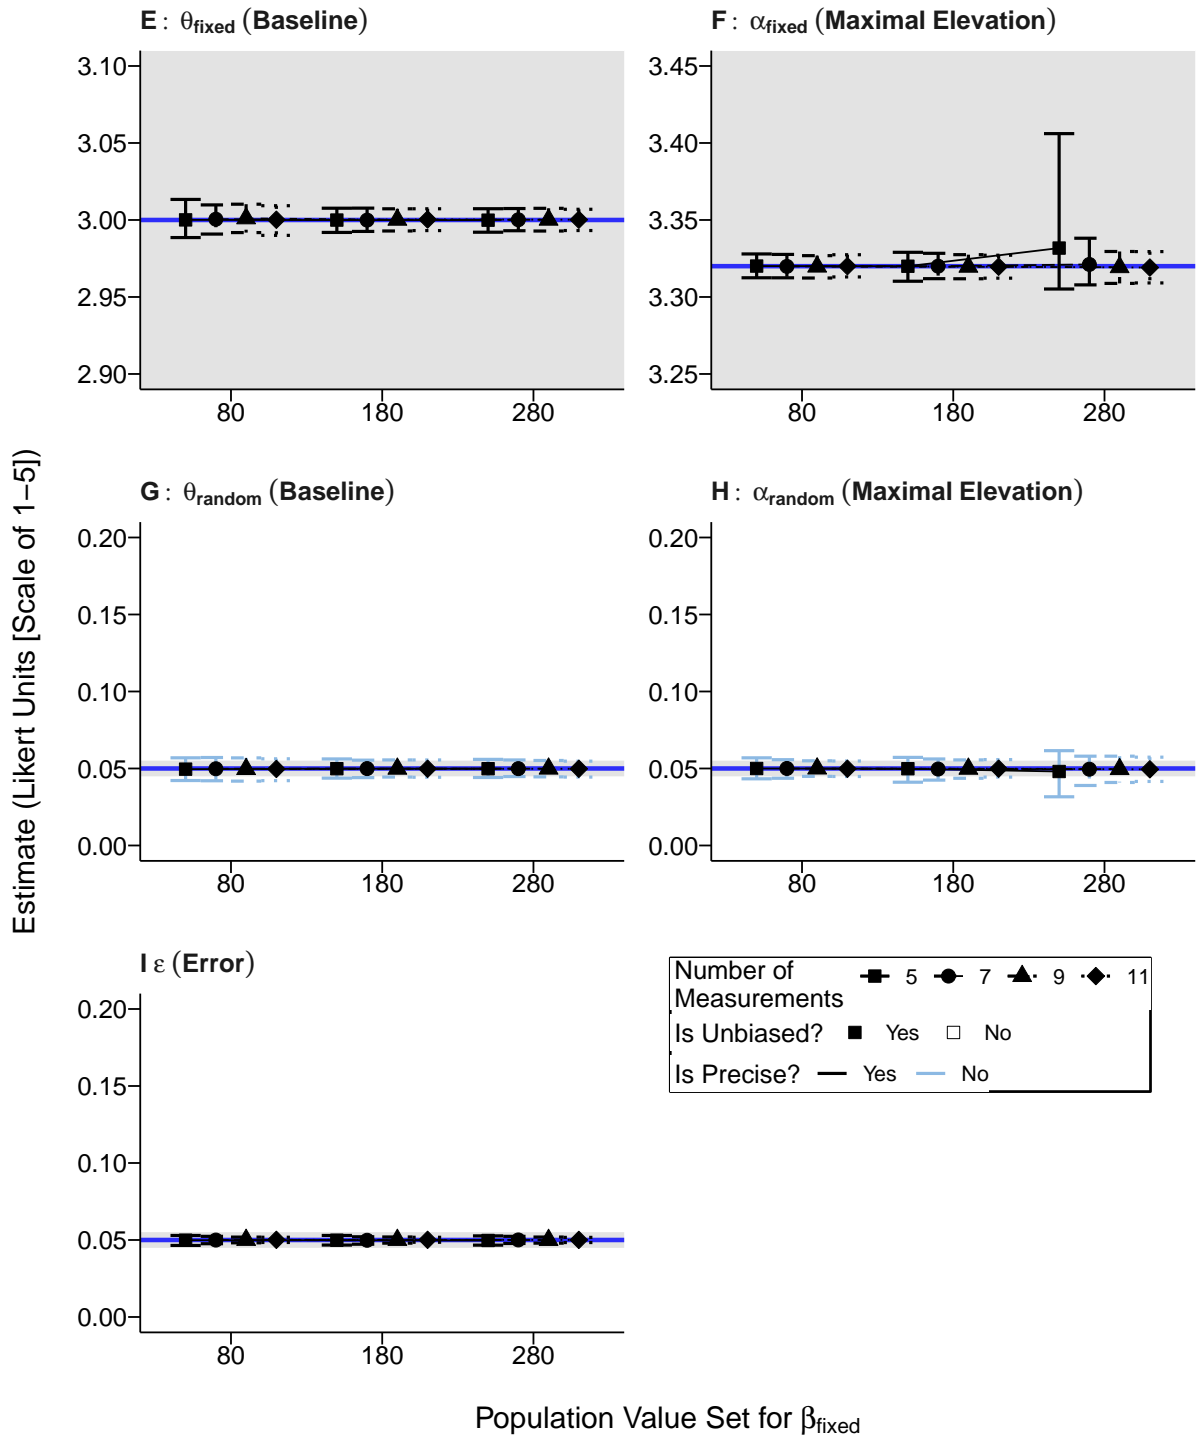 E : θfixed (Baseline)
3.10
3.05
3.00
2.95
2.90
80 180 280
F : αfixed (Maximal Elevation)
3.45
3.40
3.35
3.30
3.25
80 180 280
Estimate (Likert Units [Scale of 1−5])
G : θrandom (Baseline)
0.20
0.15
0.10
0.05
0.00
80 180 280
H : αrandom (Maximal Elevation)
0.20
0.15
0.10
0.05
0.00
80 180 280
I ε (Error)
0.20
0.15
0.10
0.05
0.00
80 180 280
Number of
Measurements 5 7 9 11
Is Unbiased? Yes No
Is Precise? Yes No
Population Value Set for βfixed